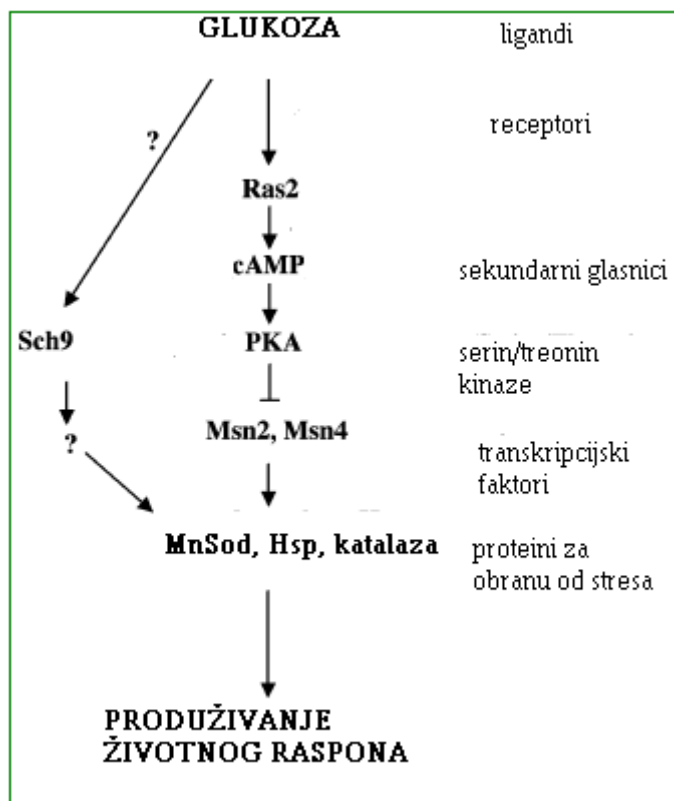 GLUKOZA
ligandi
?
receptori
Ras2
cAMP
sekundarni glasnici
Sch9
PKA
serin/treonin
kinaze
?
Msn2, Msn4
transkripcijski
faktori
MnSod, Hsp, katalaza
proteini za
obranu od stresa
PRODUŽIVANJE
ŽIVOTNOG RASPONA